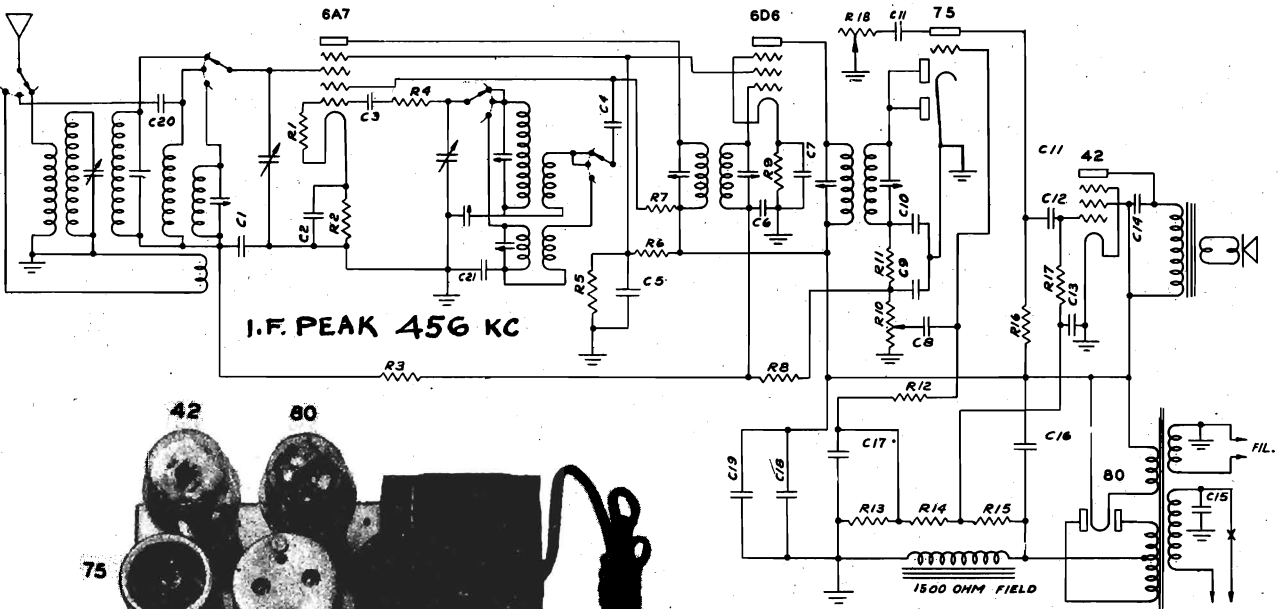 6A7
6D6
R18
C11
75
C20
R1
C3
R4
C4
C1
C2
R2
C21
R5
C5
R7
R6
C6
R9
C7
C10
R11
C9
R10
C8
C11
42
C12
C14
R17
C13
R16
I.F. PEAK 456 KC
R3
R8
R12
C17
C16
C19
C18
R13
R14
R15
1500 OHM FIELD
80
FIL.
C15
42
80
75